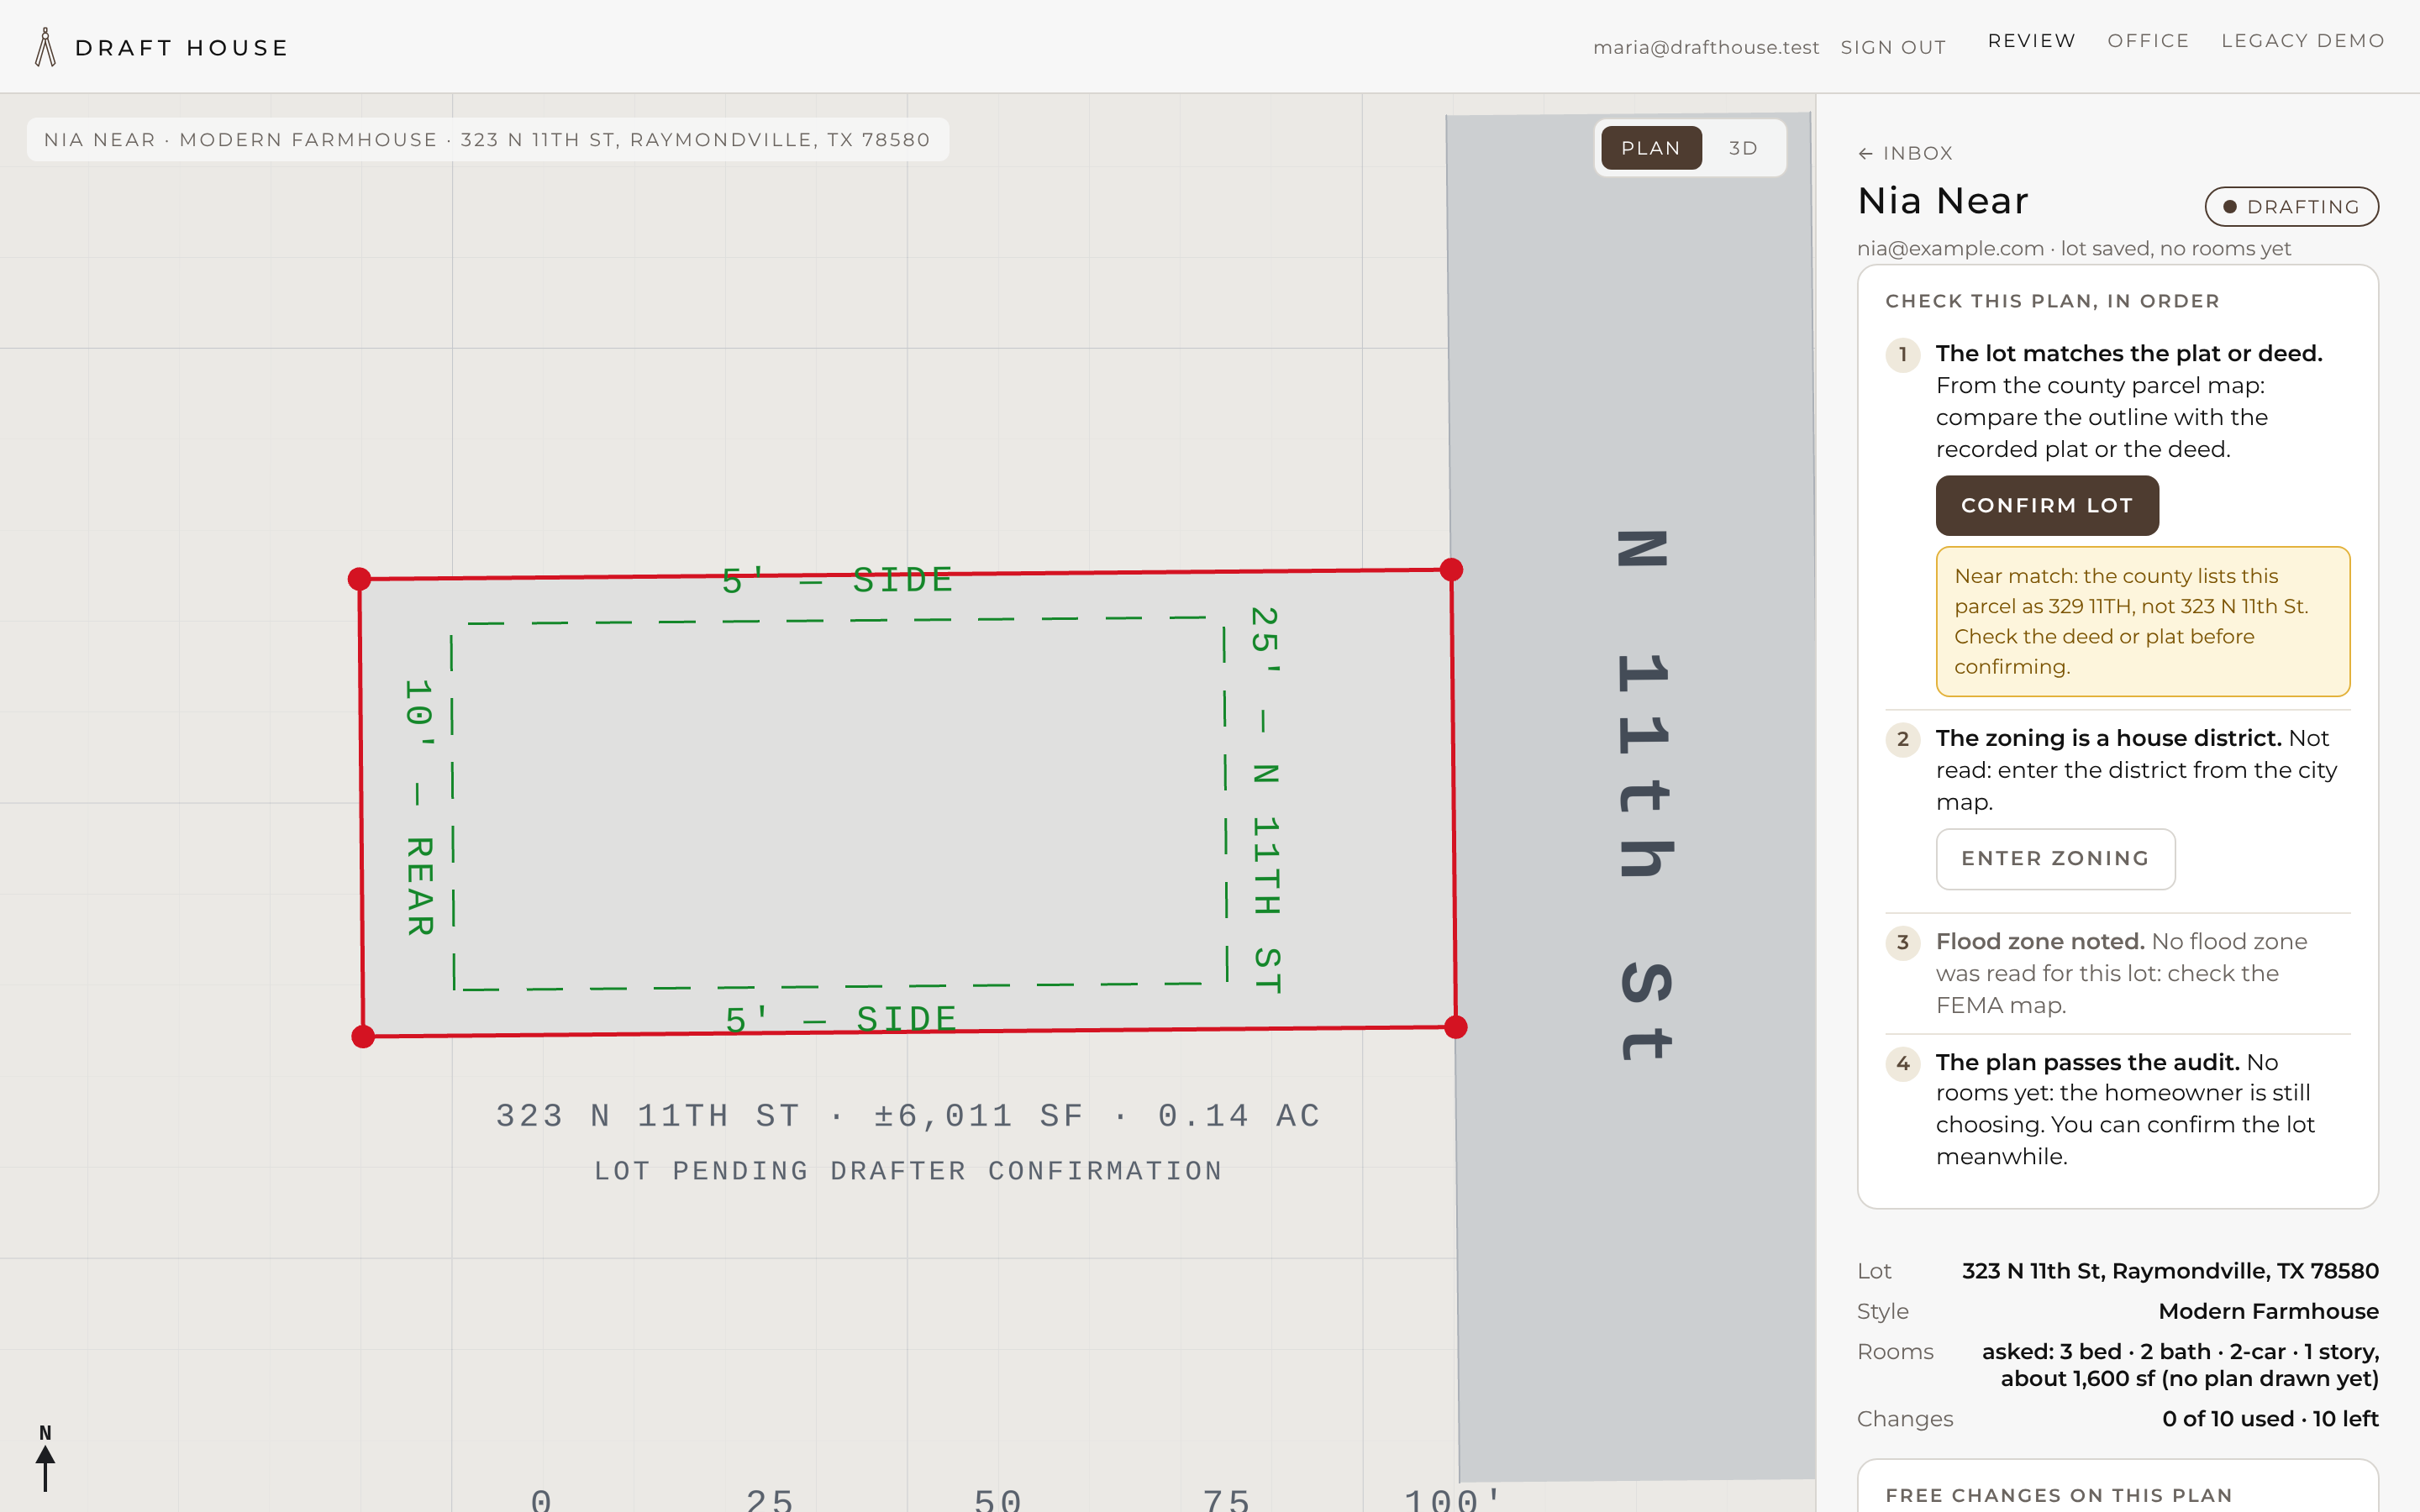 DRAFT HOUSE
maria@drafthouse.test SIGN OUT REVIEW OFFICE LEGACY DEMO
NIA NEAR · MODERN FARMHOUSE · 323 N 11TH ST, RAYMONDVILLE, TX 78580
PLAN 3D
5' — SIDE
10' — REAR
25' — N 11TH ST
5' — SIDE
N 11th St
323 N 11TH ST · ±6,011 SF · 0.14 AC
LOT PENDING DRAFTER CONFIRMATION
N
0 25 50 75 100'
← INBOX
Nia Near
DRAFTING
nia@example.com · lot saved, no rooms yet
CHECK THIS PLAN, IN ORDER
1 The lot matches the plat or deed.
From the county parcel map:
compare the outline with the
recorded plat or the deed.
CONFIRM LOT
Near match: the county lists this
parcel as 329 11TH, not 323 N 11th St.
Check the deed or plat before
confirming.
2 The zoning is a house district. Not
read: enter the district from the city
map.
ENTER ZONING
3 Flood zone noted. No flood zone
was read for this lot: check the
FEMA map.
4 The plan passes the audit. No
rooms yet: the homeowner is still
choosing. You can confirm the lot
meanwhile.
Lot 323 N 11th St, Raymondville, TX 78580
Style Modern Farmhouse
Rooms asked: 3 bed · 2 bath · 2-car · 1 story,
about 1,600 sf (no plan drawn yet)
Changes 0 of 10 used · 10 left
FREE CHANGES ON THIS PLAN